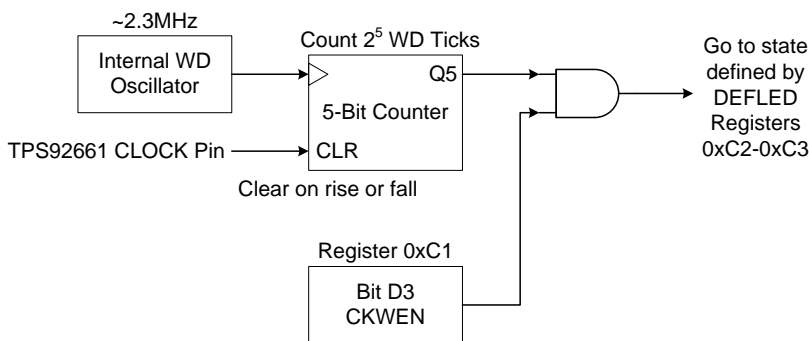 ~2.3MHz
Internal WD
Oscillator
Count 2⁵ WD Ticks
Q5
5-Bit Counter
TPS92661 CLOCK Pin
CLR
Clear on rise or fall
Go to state
defined by
DEFLED
Registers
0xC2-0xC3
Register 0xC1
Bit D3
CKWEN